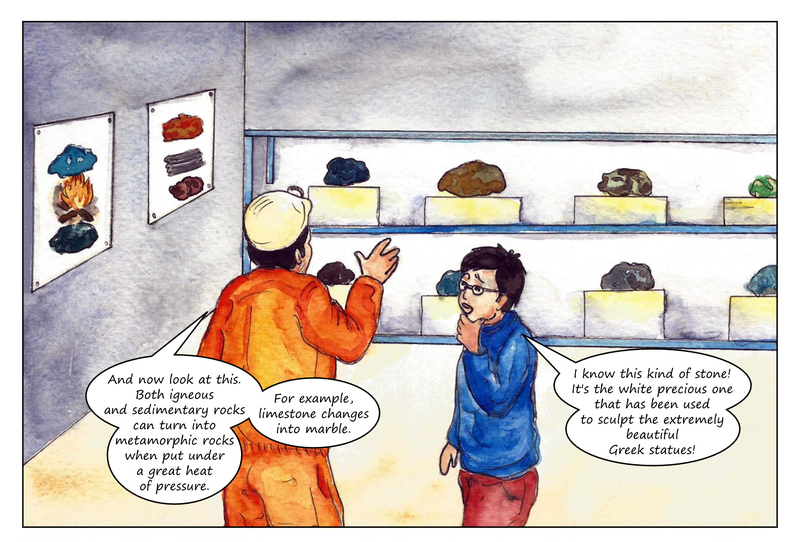 And now look at this.
Both igneous
and sedimentary rocks
can turn into
metamorphic rocks
when put under
a great heat
of pressure.
For example,
limestone changes
into marble.
I know this kind of stone!
It's the white precious one
that has been used
to sculpt the extremely
beautiful
Greek statues!